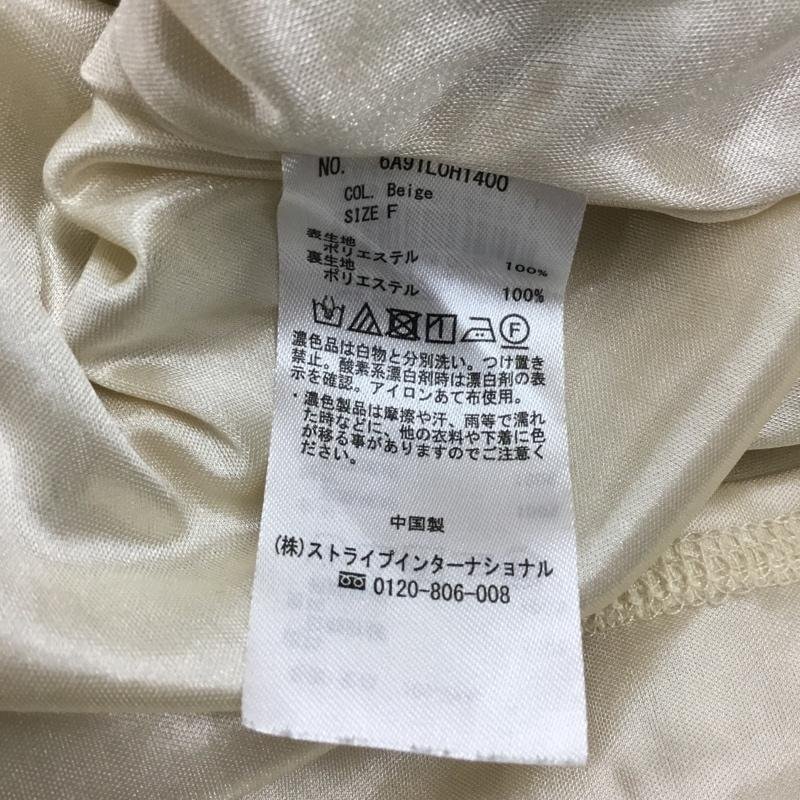 NO. 6A91L0H1400
COL. Beige
SIZE F
表生地
ポリエステル 100%
裏生地
ポリエステル 100%
F
濃色品は白物と分別洗い。つけ置き
禁止。酸素系漂白剤時は漂白剤の表
示を確認。アイロンあて布使用。
・濃色製品は摩擦や汗、雨等で濡れ
た時などに、他の衣料や下着に色
が移る事がありますのでご注意く
ださい。
中国製
(株)ストライプインターナショナル
0120-806-008